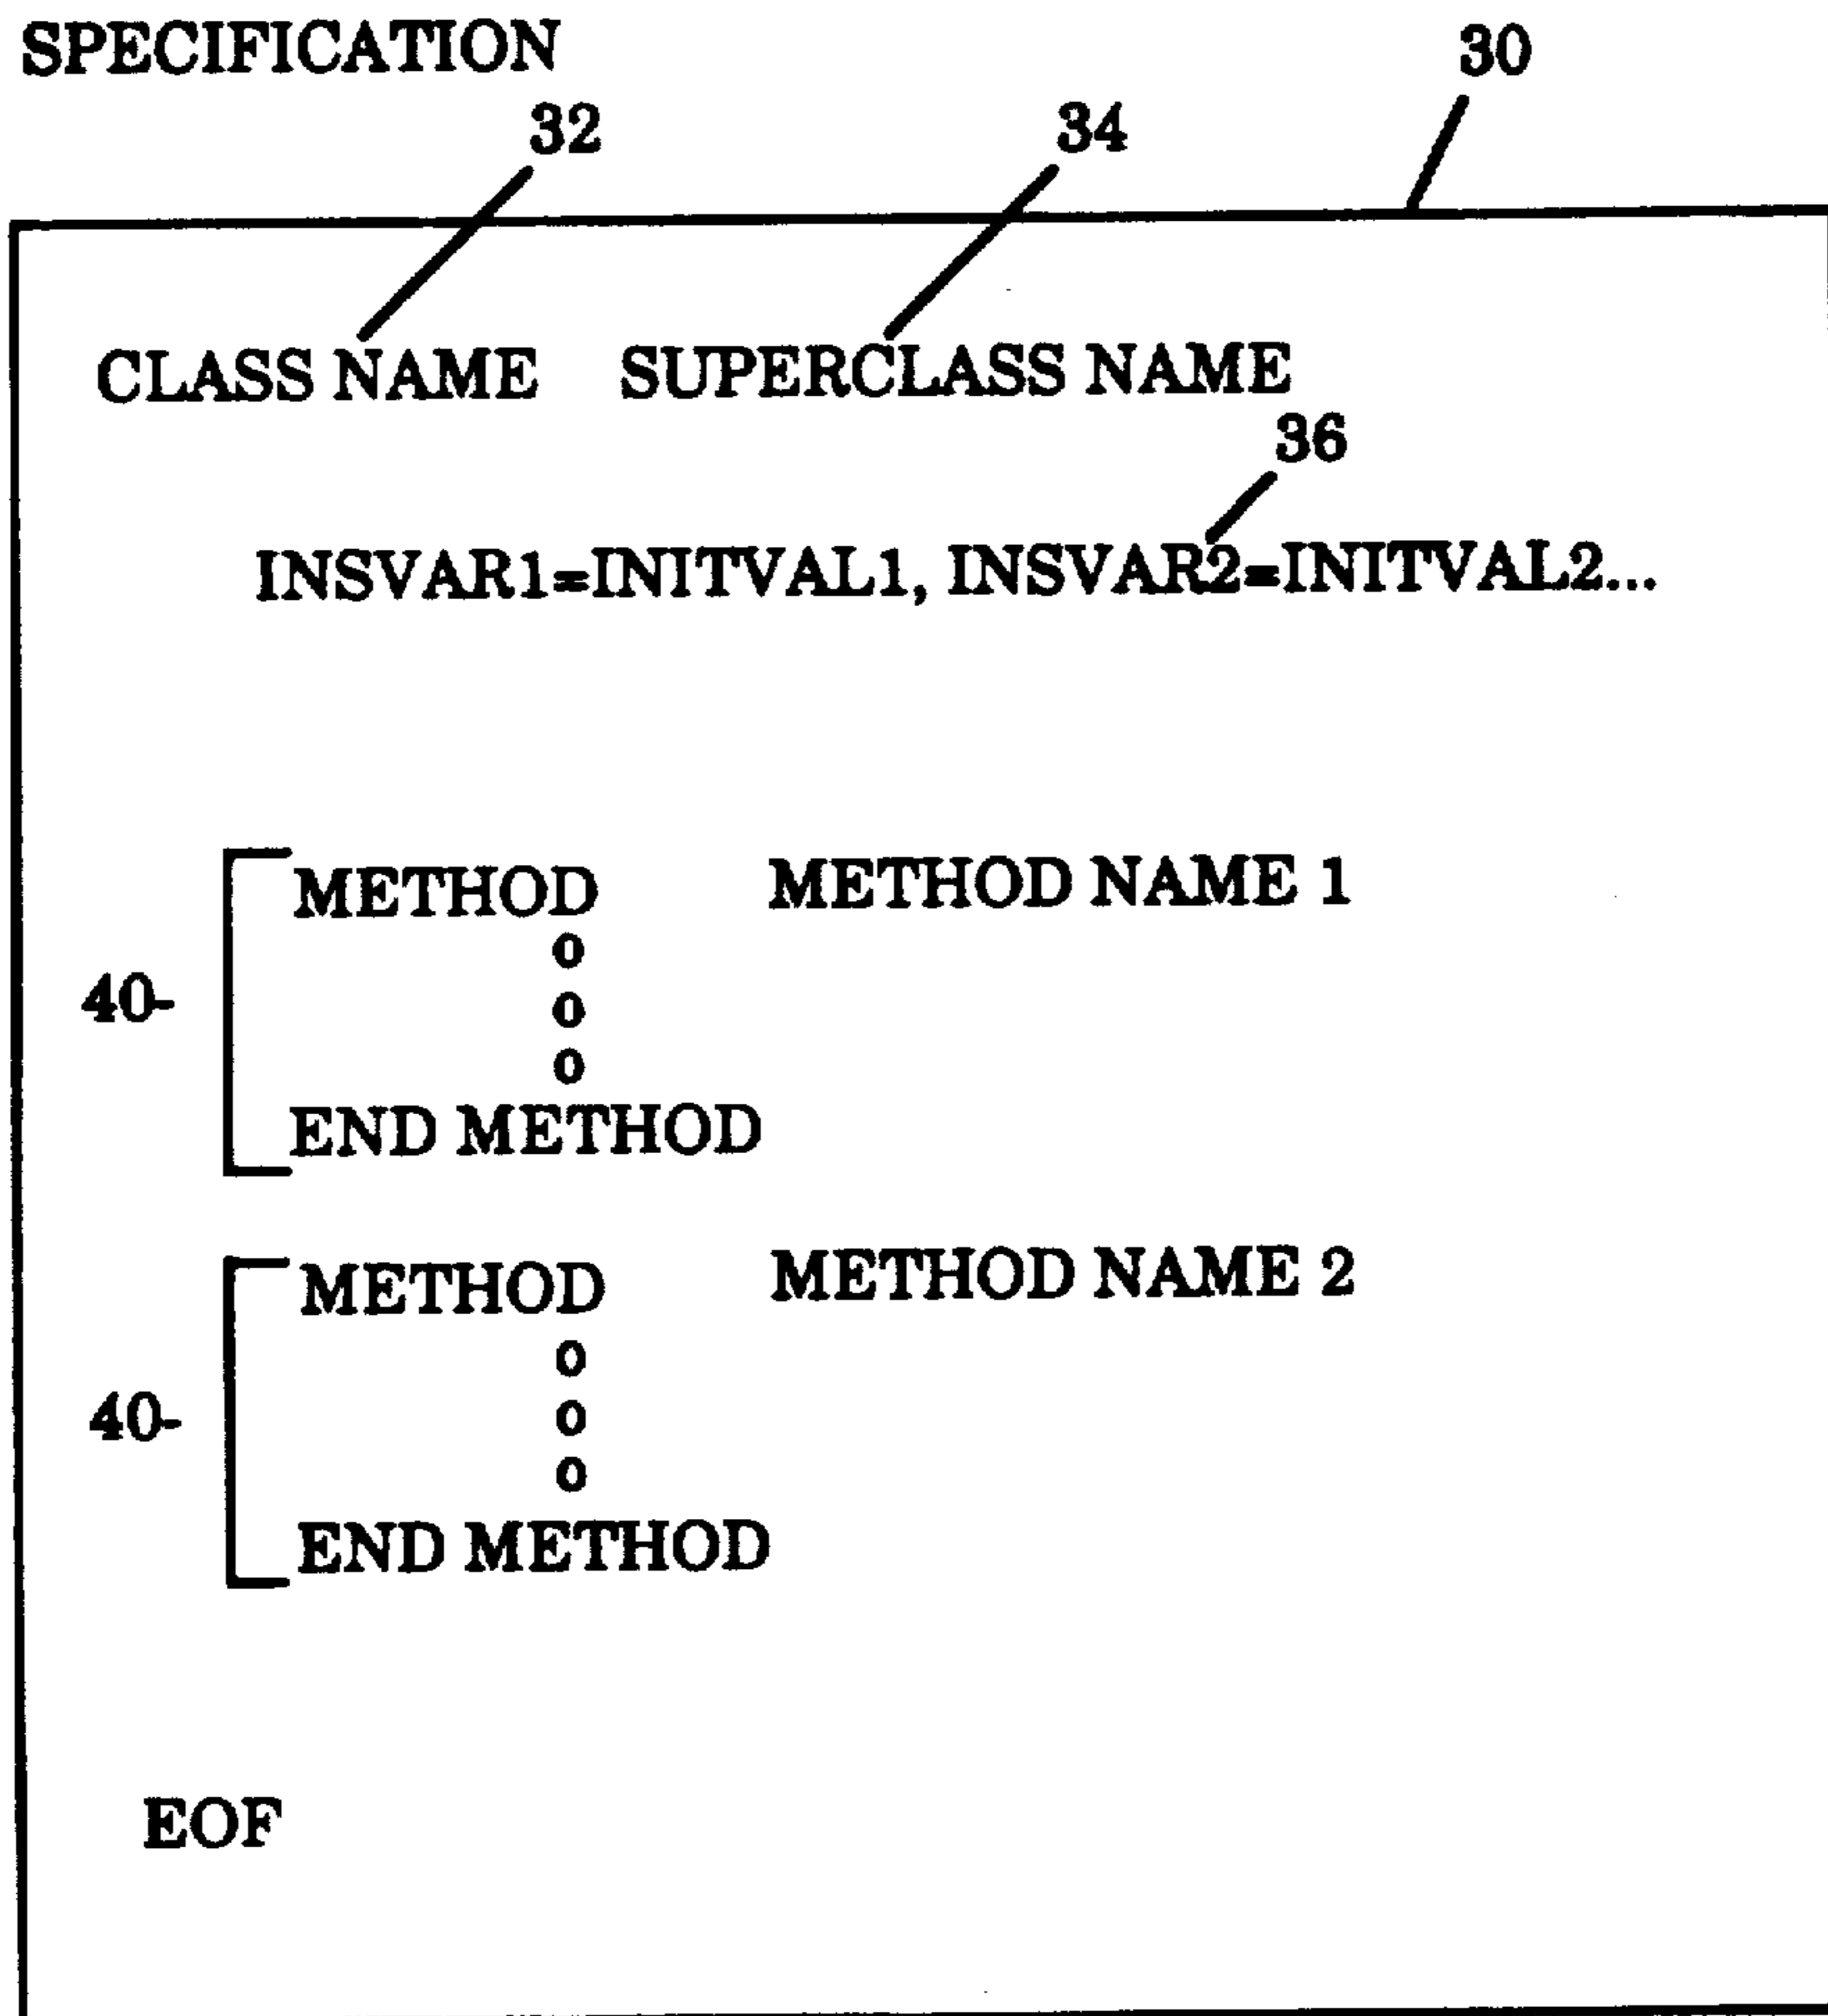 SPECIFICATION 30
32 34
CLASS NAME SUPERCLASS NAME
36
INSVAR1=INITVAL1, INSVAR2=INITVAL2...
METHOD METHOD NAME 1
o
40-
o
o
END METHOD
METHOD METHOD NAME 2
o
40-
o
o
END METHOD
EOF